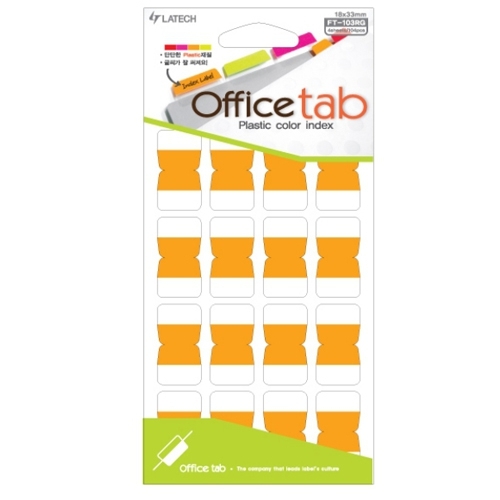 LATECH
18x33mm
FT-103RG
• 단단한 Plastic재질
• 글씨가 잘 써져요!
Index Label
Office tab
Plastic color index
Office tab • The company that leads label's culture